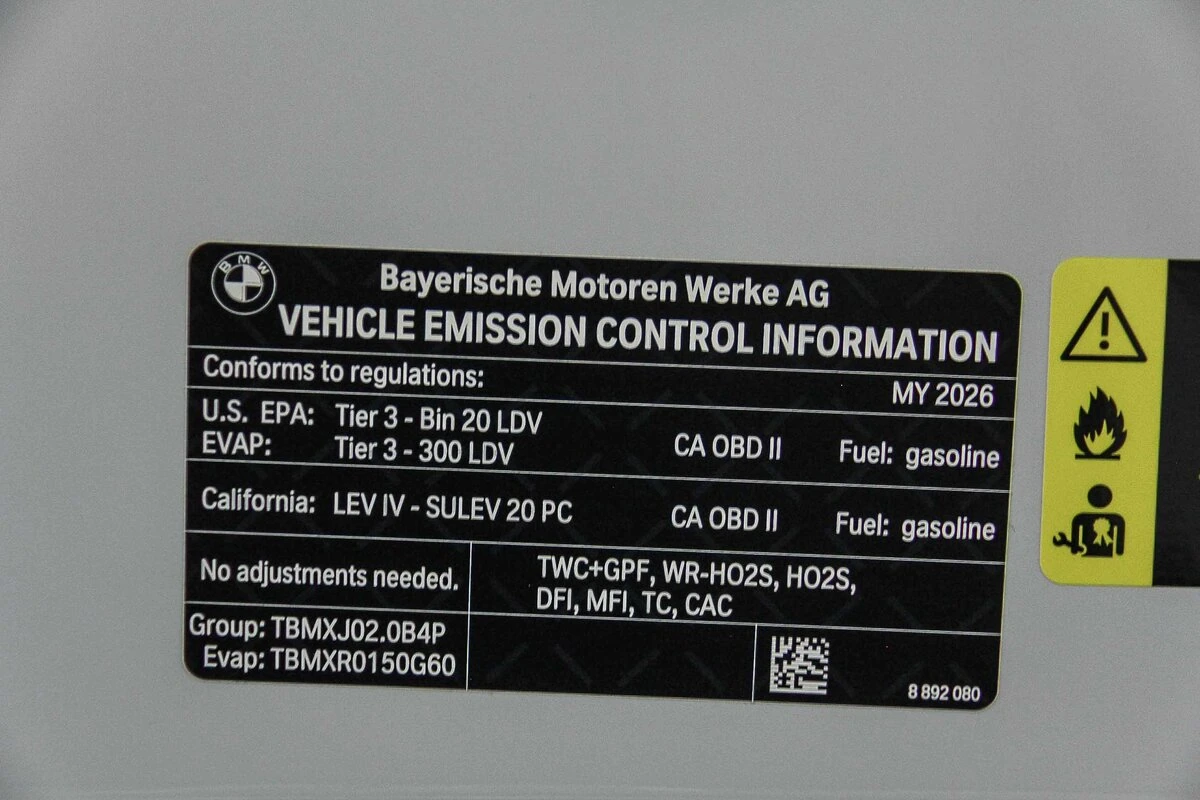 BMW
Bayerische Motoren Werke AG
VEHICLE EMISSION CONTROL INFORMATION
Conforms to regulations: MY 2026
U.S. EPA: Tier 3 - Bin 20 LDV
EVAP: Tier 3 - 300 LDV CA OBD II Fuel: gasoline
California: LEV IV - SULEV 20 PC CA OBD II Fuel: gasoline
No adjustments needed.
TWC+GPF, WR-HO2S, HO2S,
DFI, MFI, TC, CAC
Group: TBMXJ02.0B4P
Evap: TBMXR0150G60
8 892 080